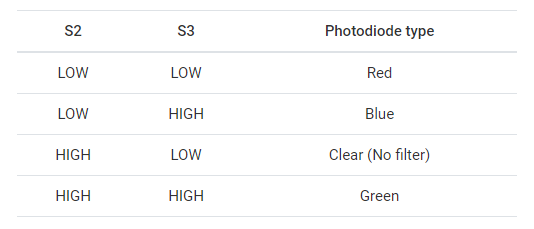 S2 S3 Photodiode type
LOW LOW Red
LOW HIGH Blue
HIGH LOW Clear (No filter)
HIGH HIGH Green